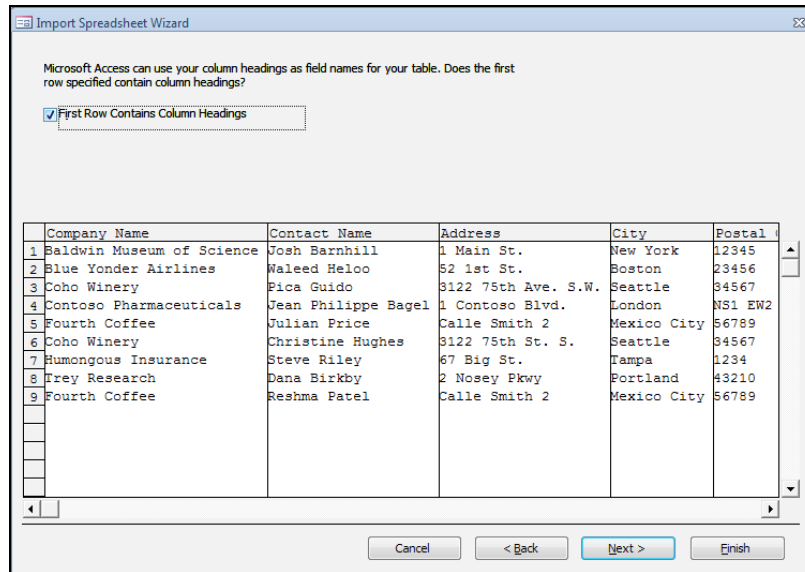 Import Spreadsheet Wizard
Microsoft Access can use your column headings as field names for your table. Does the first
row specified contain column headings?
First Row Contains Column Headings
Company Name Contact Name Address City Postal
1 Baldwin Museum of Science Josh Barnhill 1 Main St. New York 12345
2 Blue Yonder Airlines Waleed Heloo 52 1st St. Boston 23456
3 Coho Winery Pica Guido 3122 75th Ave. S.W. Seattle 34567
4 Contoso Pharmaceuticals Jean Philippe Bagel 1 Contoso Blvd. London NS1 EW2
5 Fourth Coffee Julian Price Calle Smith 2 Mexico City 56789
6 Coho Winery Christine Hughes 3122 75th St. S. Seattle 34567
7 Humongous Insurance Steve Riley 67 Big St. Tampa 1234
8 Trey Research Dana Birkby 2 Nosey Pkwy Portland 43210
9 Fourth Coffee Reshma Patel Calle Smith 2 Mexico City 56789
Cancel < Back Next > Finish